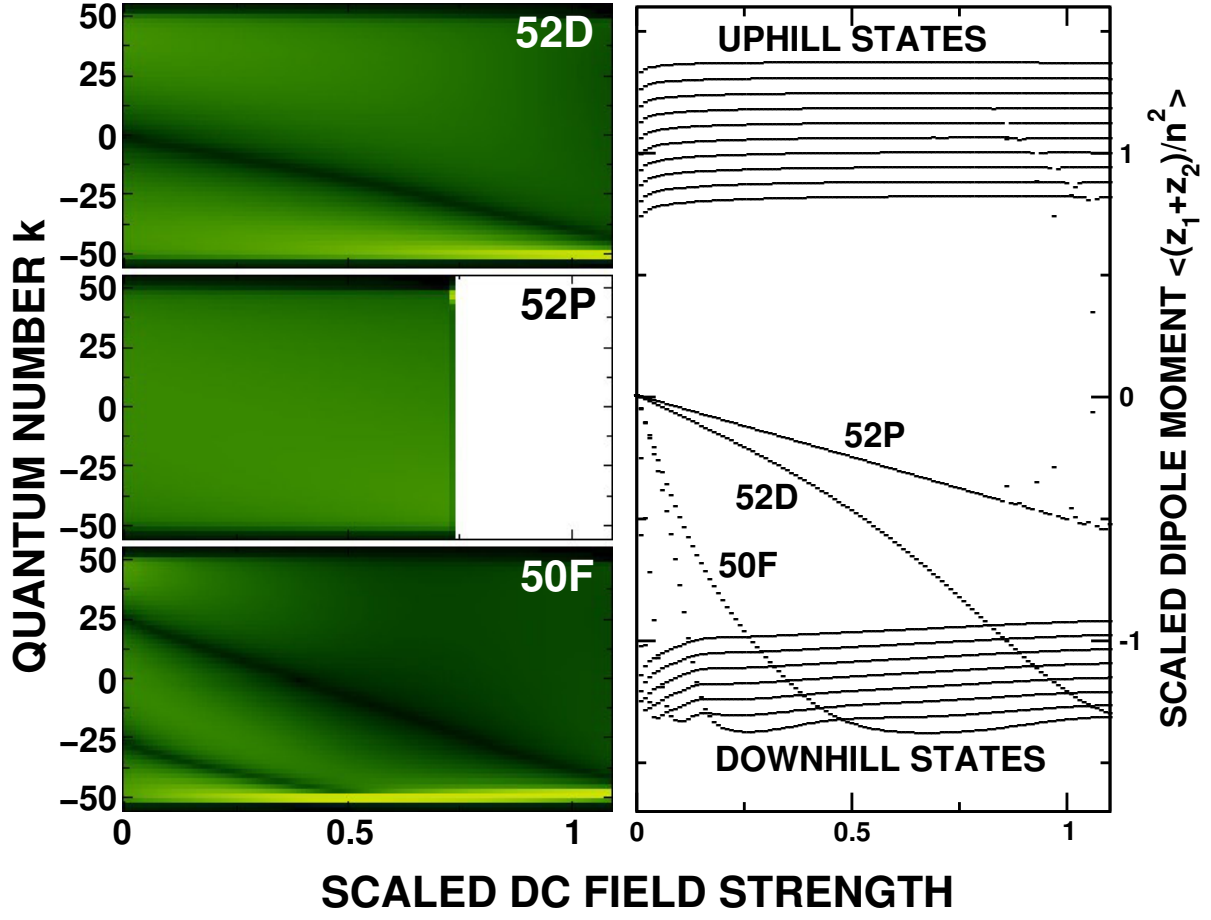 QUANTUM NUMBER k
50
25
0
−25
−50
52D
50
25
0
−25
−50
52P
50
25
0
−25
−50
50F
0
0.5
1
UPHILL STATES
52P
52D
50F
DOWNHILL STATES
1
0
-1
0
0.5
1
SCALED DIPOLE MOMENT <(z1+z2)/n2>
SCALED DC FIELD STRENGTH